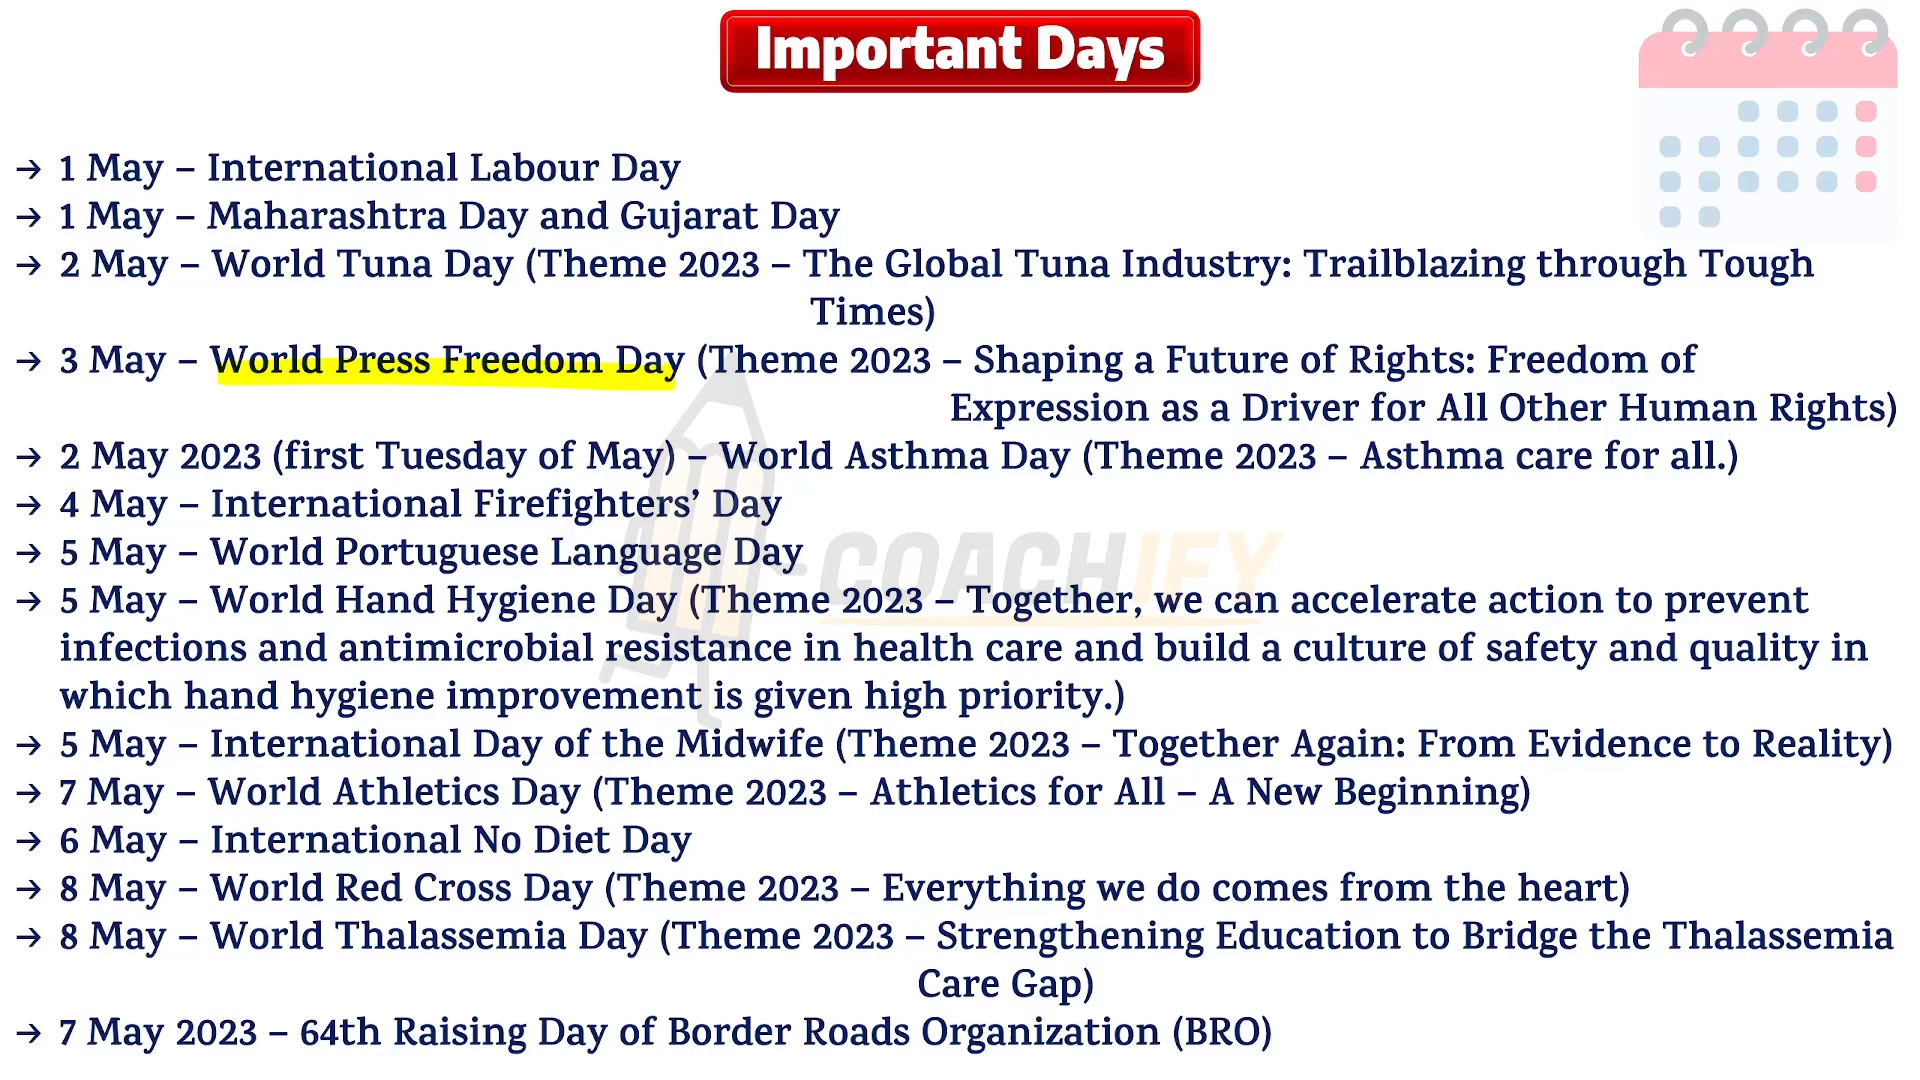 Important Days
→ 1 May – International Labour Day
→ 1 May – Maharashtra Day and Gujarat Day
→ 2 May – World Tuna Day (Theme 2023 – The Global Tuna Industry: Trailblazing through Tough
Times)
→ 3 May – World Press Freedom Day (Theme 2023 – Shaping a Future of Rights: Freedom of
Expression as a Driver for All Other Human Rights)
→ 2 May 2023 (first Tuesday of May) – World Asthma Day (Theme 2023 – Asthma care for all.)
→ 4 May – International Firefighters’ Day
→ 5 May – World Portuguese Language Day
COACHIFY
→ 5 May – World Hand Hygiene Day (Theme 2023 – Together, we can accelerate action to prevent
infections and antimicrobial resistance in health care and build a culture of safety and quality in
which hand hygiene improvement is given high priority.)
→ 5 May – International Day of the Midwife (Theme 2023 – Together Again: From Evidence to Reality)
→ 7 May – World Athletics Day (Theme 2023 – Athletics for All – A New Beginning)
→ 6 May – International No Diet Day
→ 8 May – World Red Cross Day (Theme 2023 – Everything we do comes from the heart)
→ 8 May – World Thalassemia Day (Theme 2023 – Strengthening Education to Bridge the Thalassemia
Care Gap)
→ 7 May 2023 – 64th Raising Day of Border Roads Organization (BRO)